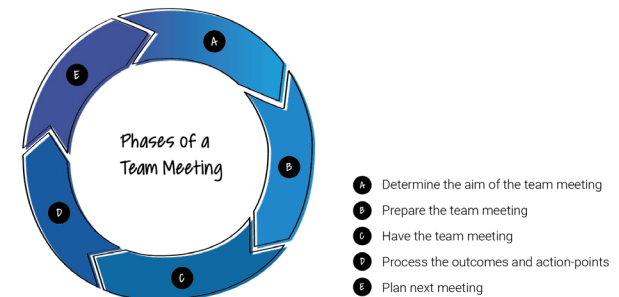 A
E
Phases of a
Team Meeting
B
D
C
A Determine the aim of the team meeting
B Prepare the team meeting
C Have the team meeting
D Process the outcomes and action-points
E Plan next meeting